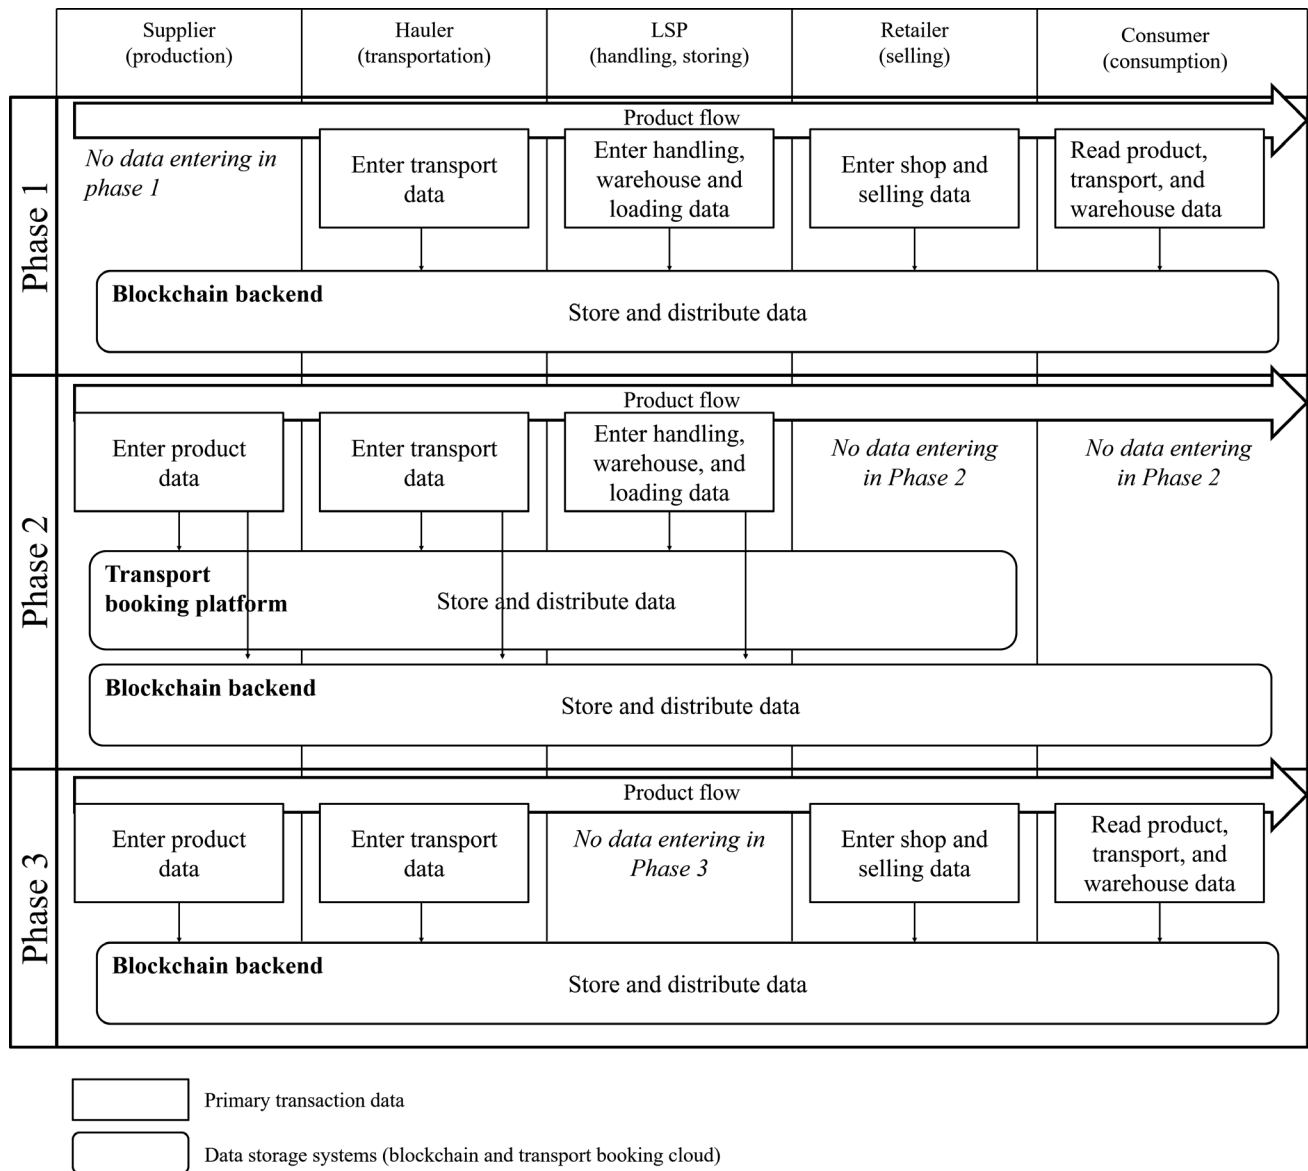 Supplier
(production)
Hauler
(transportation)
LSP
(handling, storing)
Retailer
(selling)
Consumer
(consumption)
Phase 1
Product flow
No data entering in
phase 1
Enter transport
data
Enter handling,
warehouse and
loading data
Enter shop and
selling data
Read product,
transport, and
warehouse data
Blockchain backend
Store and distribute data
Phase 2
Product flow
Enter product
data
Enter transport
data
Enter handling,
warehouse, and
loading data
No data entering
in Phase 2
No data entering
in Phase 2
Transport
booking platform
Store and distribute data
Blockchain backend
Store and distribute data
Phase 3
Product flow
Enter product
data
Enter transport
data
No data entering in
Phase 3
Enter shop and
selling data
Read product,
transport, and
warehouse data
Blockchain backend
Store and distribute data
Primary transaction data
Data storage systems (blockchain and transport booking cloud)